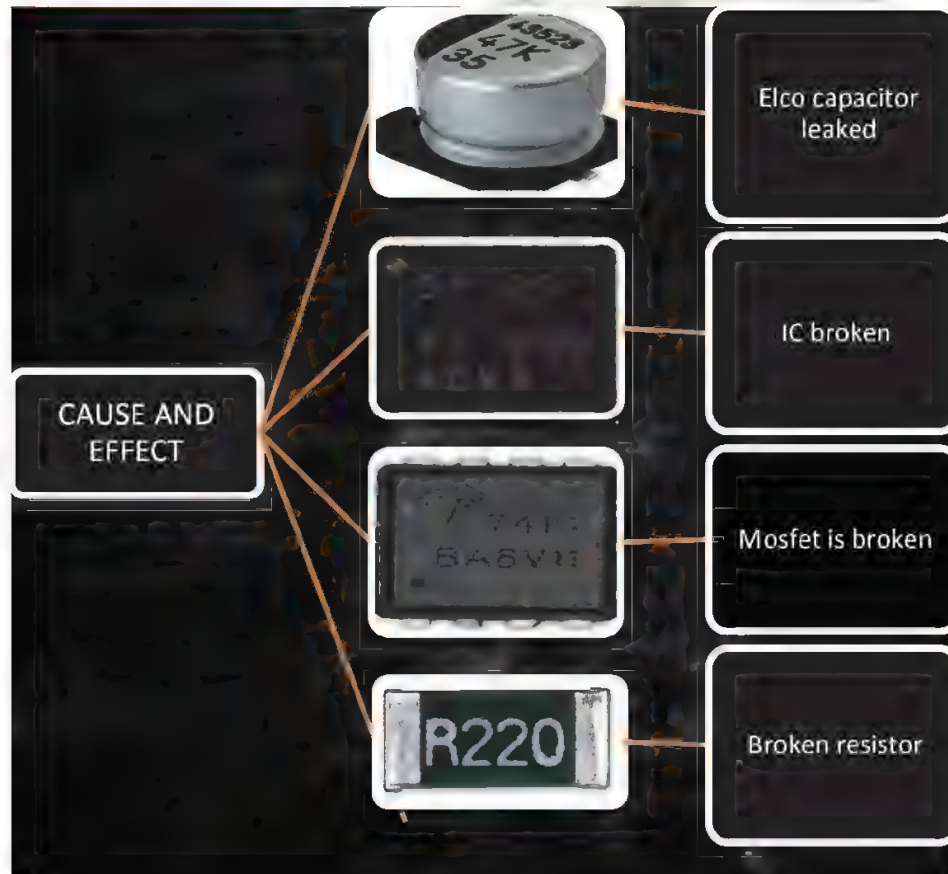 47K
35
Elco capacitor
leaked
IC broken
CAUSE AND
EFFECT
Mosfet is broken
R220
Broken resistor